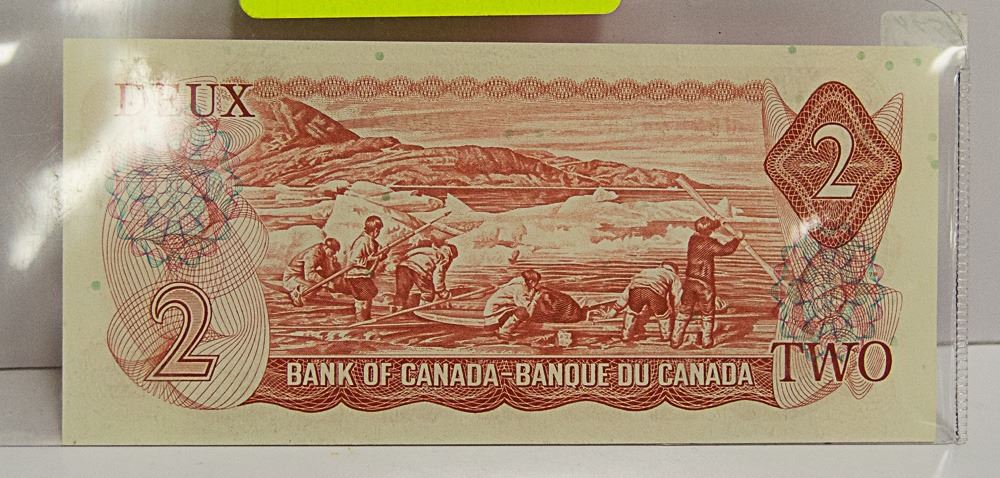 DEUX
2
2
BANK OF CANADA-BANQUE DU CANADA
TWO